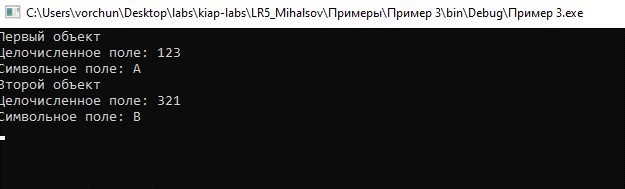 C:\Users\vorchun\Desktop\labs\kiap-labs\LR5_Mihalsov\Примеры\Пример 3\bin\Debug\Пример 3.exe
Первый объект
Целочисленное поле: 123
Символьное поле: A
Второй объект
Целочисленное поле: 321
Символьное поле: B